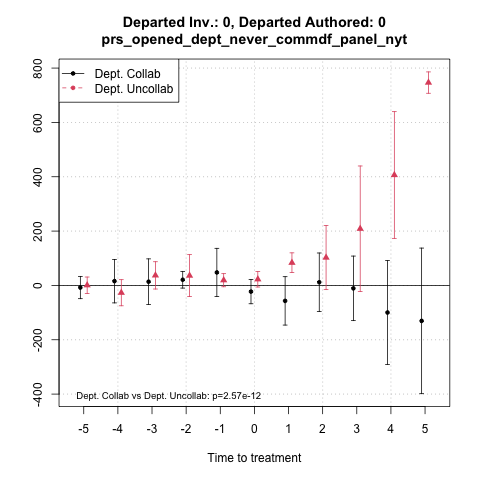 Departed Inv.: 0, Departed Authored: 0
prs_opened_dept_never_commdf_panel_nyt
Dept. Collab
Dept. Uncollab
800
600
400
200
0
-200
-400
Dept. Collab vs Dept. Uncollab: p=2.57e-12
-5 -4 -3 -2 -1 0 1 2 3 4 5
Time to treatment